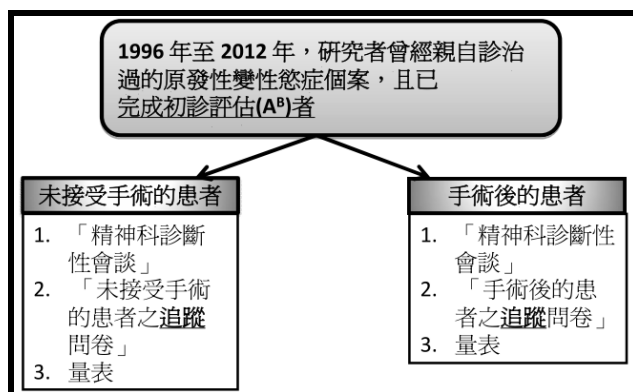 1996 年至 2012 年，研究者曾經親自診治
過的原發性變性慾症個案，且已
完成初診評估(Aᴮ)者
未接受手術的患者
1. 「精神科診斷
性會談」
2. 「未接受手術
的患者之追蹤
問卷」
3. 量表
手術後的患者
1. 「精神科診斷性
會談」
2. 「手術後的患
者之追蹤問卷」
3. 量表